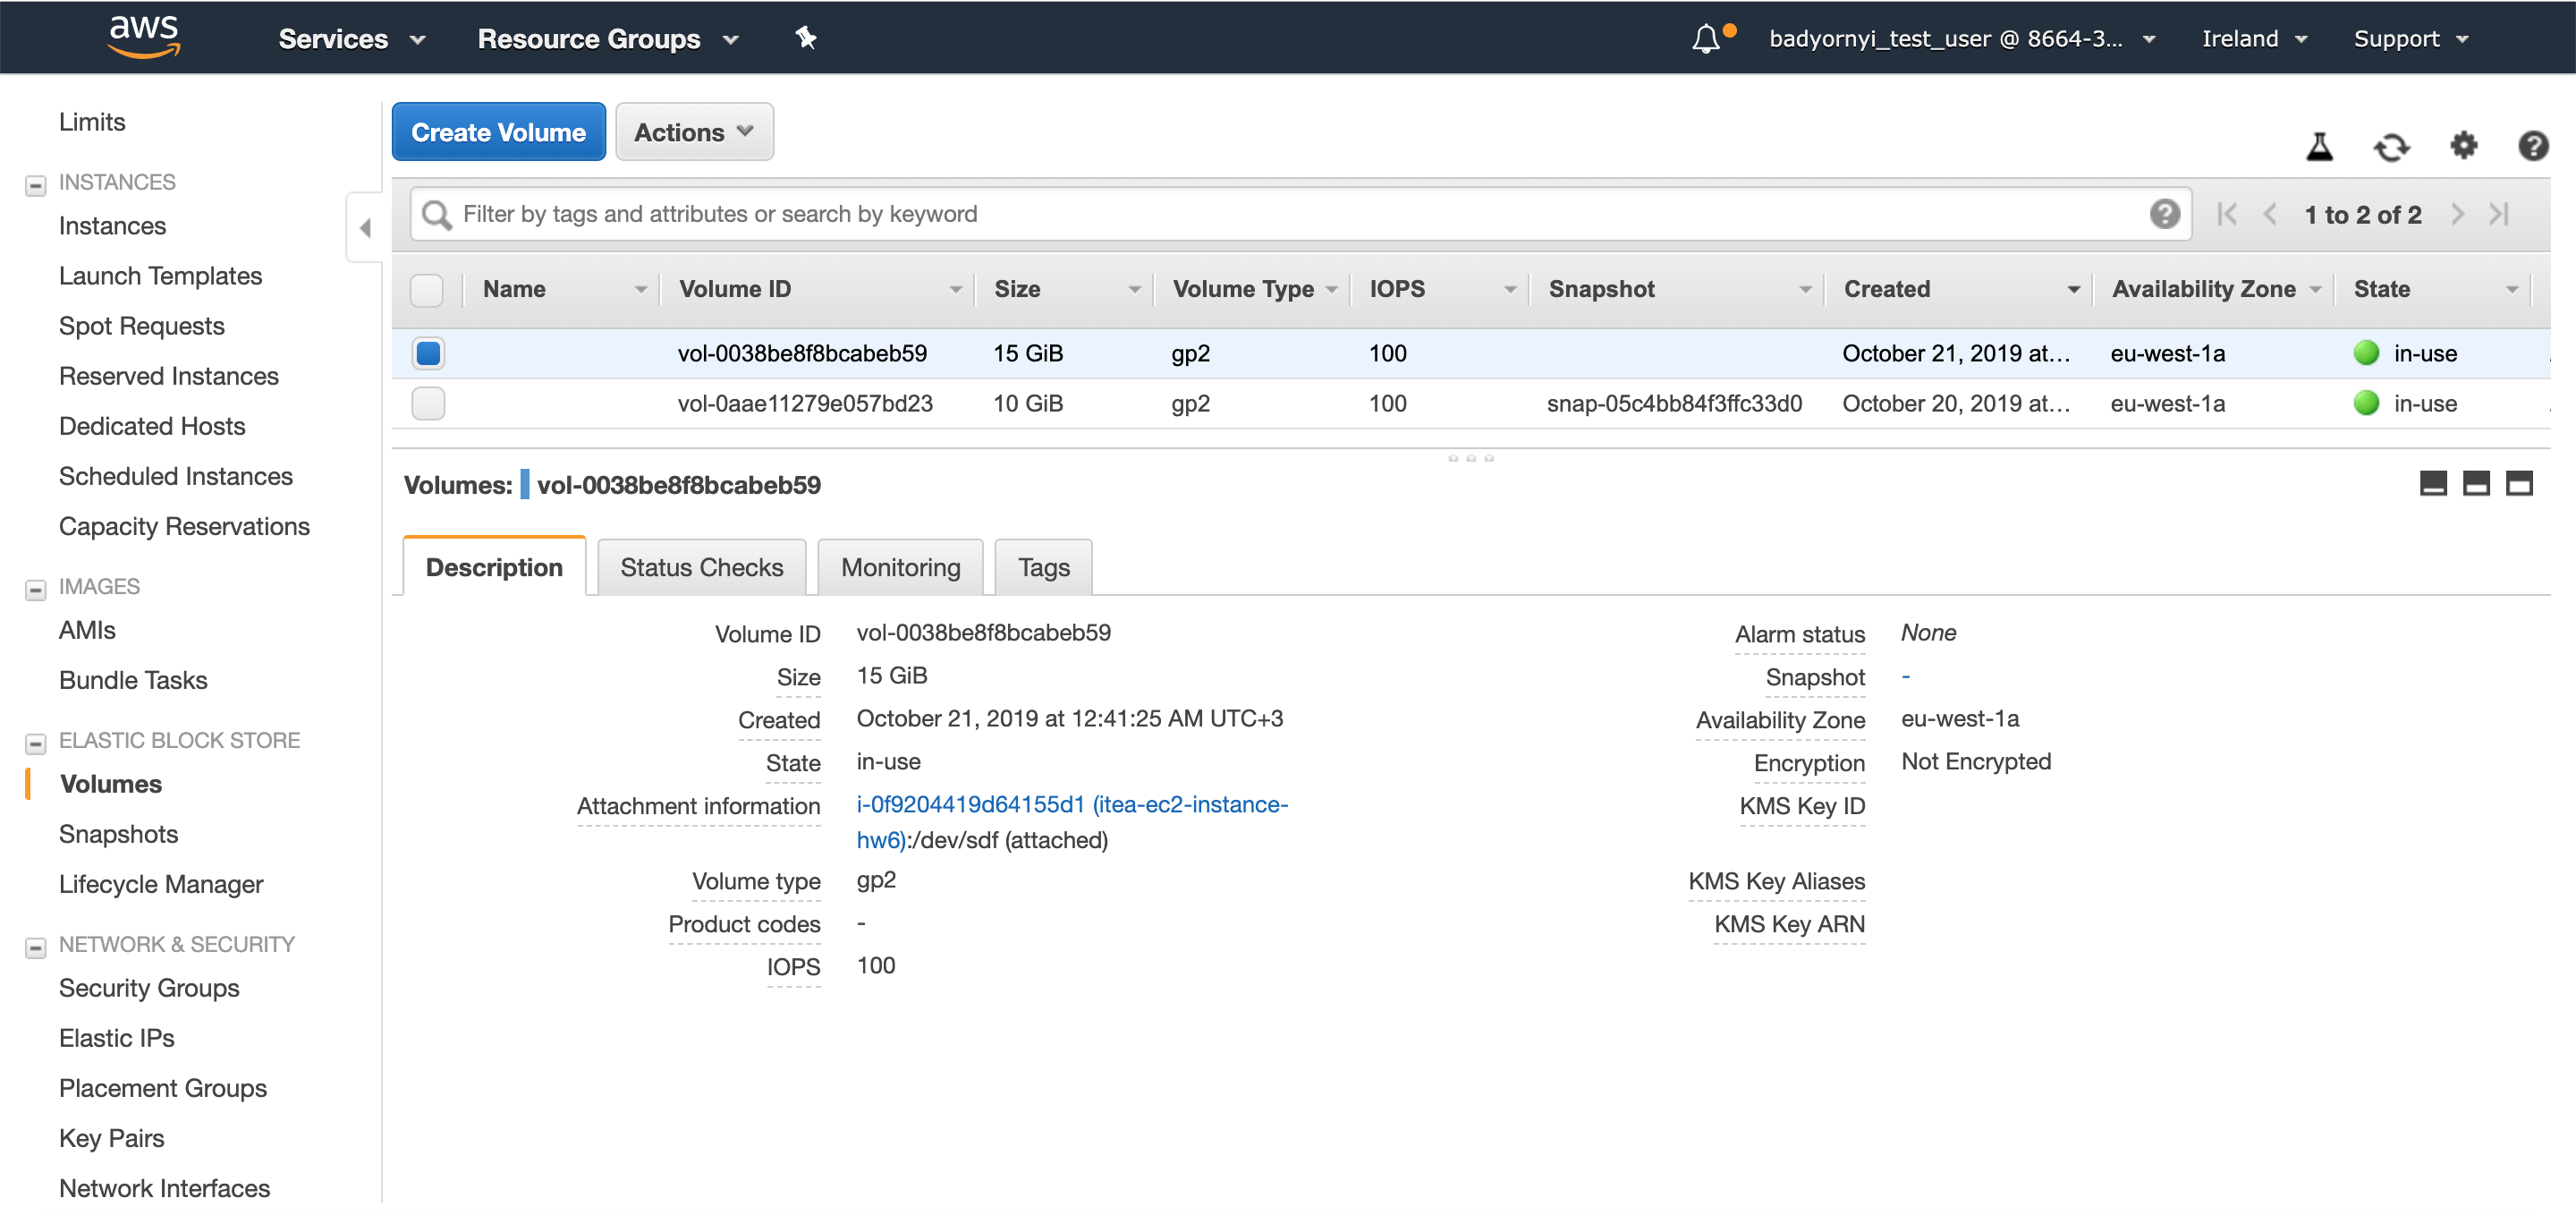 aws Services Resource Groups badyornyi_test_user @ 8664-3... Ireland Support
Limits
INSTANCES
Instances
Launch Templates
Spot Requests
Reserved Instances
Dedicated Hosts
Scheduled Instances
Capacity Reservations
IMAGES
AMIs
Bundle Tasks
ELASTIC BLOCK STORE
Volumes
Snapshots
Lifecycle Manager
NETWORK & SECURITY
Security Groups
Elastic IPs
Placement Groups
Key Pairs
Network Interfaces
Create Volume Actions
Filter by tags and attributes or search by keyword 1 to 2 of 2
Name Volume ID Size Volume Type IOPS Snapshot Created Availability Zone State
vol-0038be8f8bcabeb59 15 GiB gp2 100 October 21, 2019 at... eu-west-1a in-use
vol-0aae11279e057bd23 10 GiB gp2 100 snap-05c4bb84f3ffc33d0 October 20, 2019 at... eu-west-1a in-use
Volumes: vol-0038be8f8bcabeb59
Description Status Checks Monitoring Tags
Volume ID vol-0038be8f8bcabeb59
Size 15 GiB
Created October 21, 2019 at 12:41:25 AM UTC+3
State in-use
Attachment information i-0f9204419d64155d1 (itea-ec2-instance-
hw6):/dev/sdf (attached)
Volume type gp2
Product codes -
IOPS 100
Alarm status None
Snapshot -
Availability Zone eu-west-1a
Encryption Not Encrypted
KMS Key ID
KMS Key Aliases
KMS Key ARN